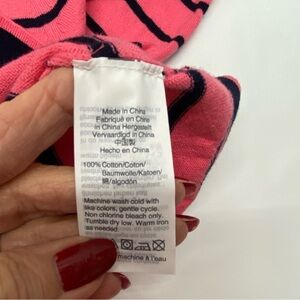 Made in China
Fabriqué en Chine
in China Hergestellt
Vervaardigd in China
中国製
Hecho en China
100% Cotton/Coton/
Baumwolle/Katoen/
綿/algodón
Machine wash cold with
like colors, gentle cycle.
Non chlorine bleach only.
Tumble dry low. Warm iron
as needed.
machine à l'eau